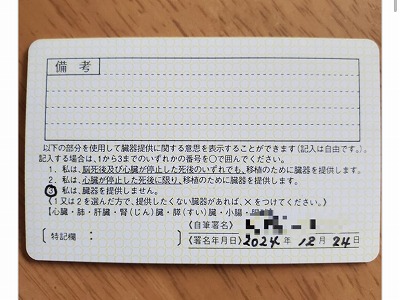 備考
以下の部分を使用して臓器提供に関する意思を表示することができます(記入は自由です。)
記入する場合は、1から3までのいずれかの番号を○で囲んでください。
1. 私は、脳死後及び心臓が停止した死後のいずれでも、移植のために臓器を提供します。
2. 私は、心臓が停止した死後に限り、移植のために臓器を提供します。
3. 私は、臓器を提供しません。
《1又は2を選んだ方で、提供したくない臓器があれば、×をつけてください。》
【心臓・肺・肝臓・腎(じん)臓・膵(すい)臓・小腸・
〔特記欄:
《自筆署名》
《署名年月日》2024年 12月 24日